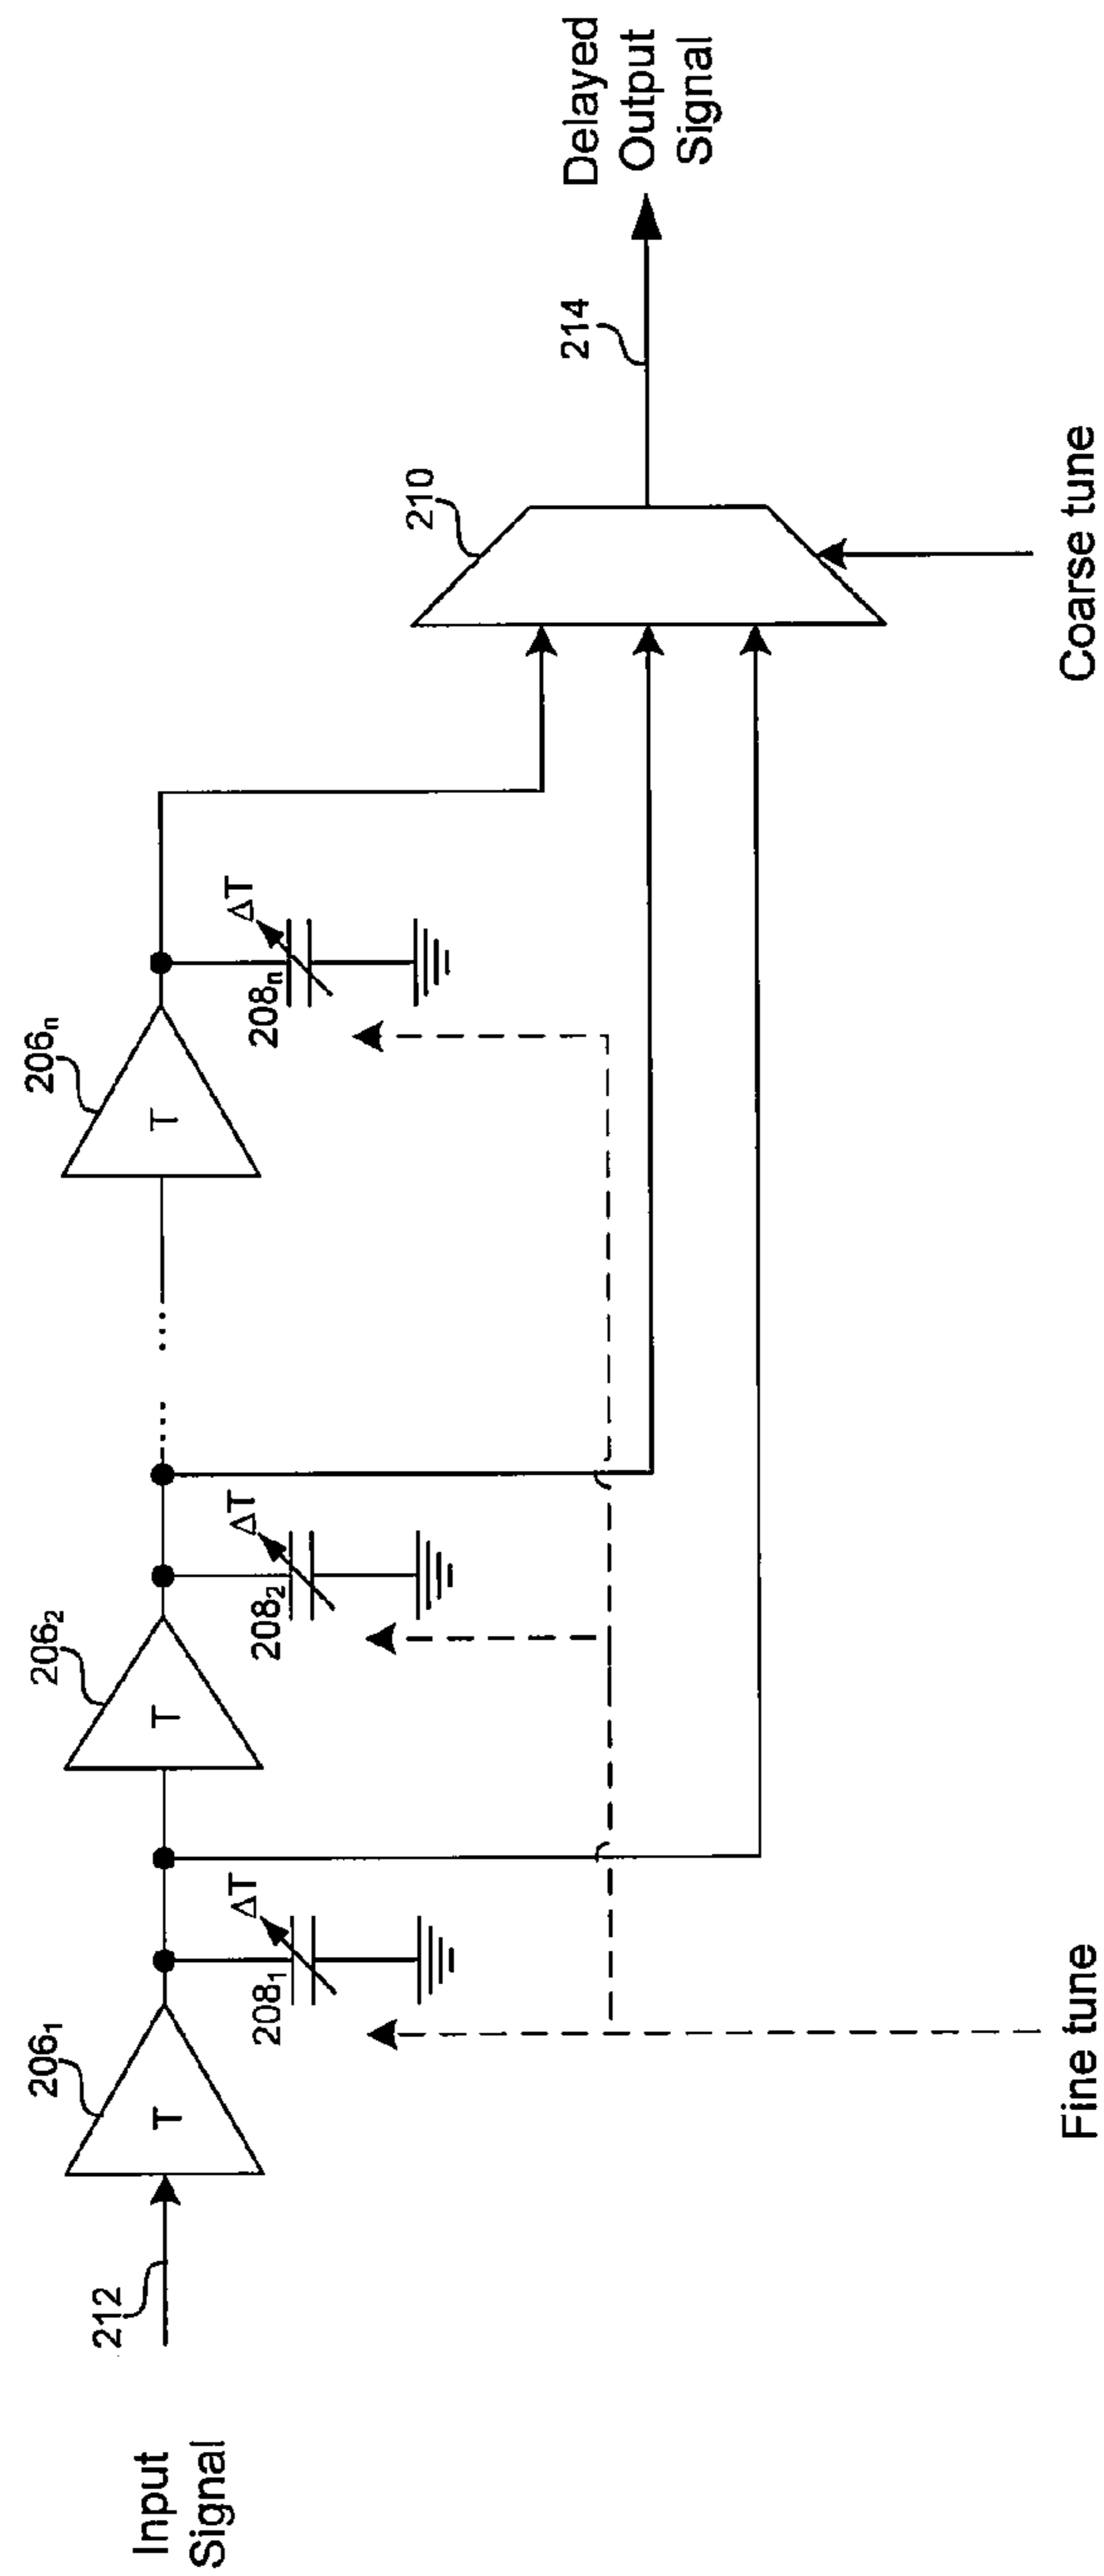 Input
Signal
212
206₁
T
208₁
ΔT
206₂
T
208₂
ΔT
... ...
206ₙ
T
208ₙ
ΔT
210
214
Delayed
Output
Signal
Fine tune
Coarse tune